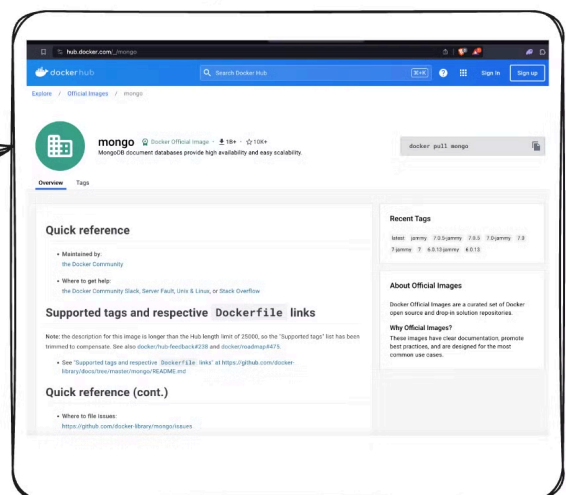 hub.docker.com/_/mongo
dockerhub
Search Docker Hub
⌘+K
Sign In
Sign up
Explore / Official Images / mongo
mongo Docker Official Image · 1B+ · 10K+
MongoDB document databases provide high availability and easy scalability.
docker pull mongo
Overview Tags
Quick reference
• Maintained by:
the Docker Community
• Where to get help:
the Docker Community Slack, Server Fault, Unix & Linux, or Stack Overflow
Supported tags and respective Dockerfile links
Note: the description for this image is longer than the Hub length limit of 25000, so the "Supported tags" list has been
trimmed to compensate. See also docker/hub-feedback#238 and docker/roadmap#475.
• See "Supported tags and respective Dockerfile links" at https://github.com/docker-
library/docs/tree/master/mongo/README.md
Quick reference (cont.)
• Where to file issues:
https://github.com/docker-library/mongo/issues
Recent Tags
latest jammy 7.0.5-jammy 7.0.5 7.0-jammy 7.0
7-jammy 7 6.0.13-jammy 6.0.13
About Official Images
Docker Official Images are a curated set of Docker
open source and drop-in solution repositories.
Why Official Images?
These images have clear documentation, promote
best practices, and are designed for the most
common use cases.